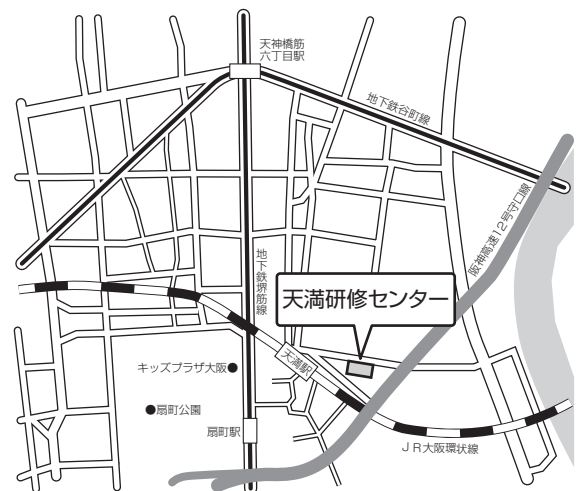 天神橋筋
六丁目駅
地下鉄谷町線
阪神高速12号守口線
地下鉄堺筋線
天満研修センター
天満駅
キッズプラザ大阪●
●扇町公園
扇町駅
JR大阪環状線